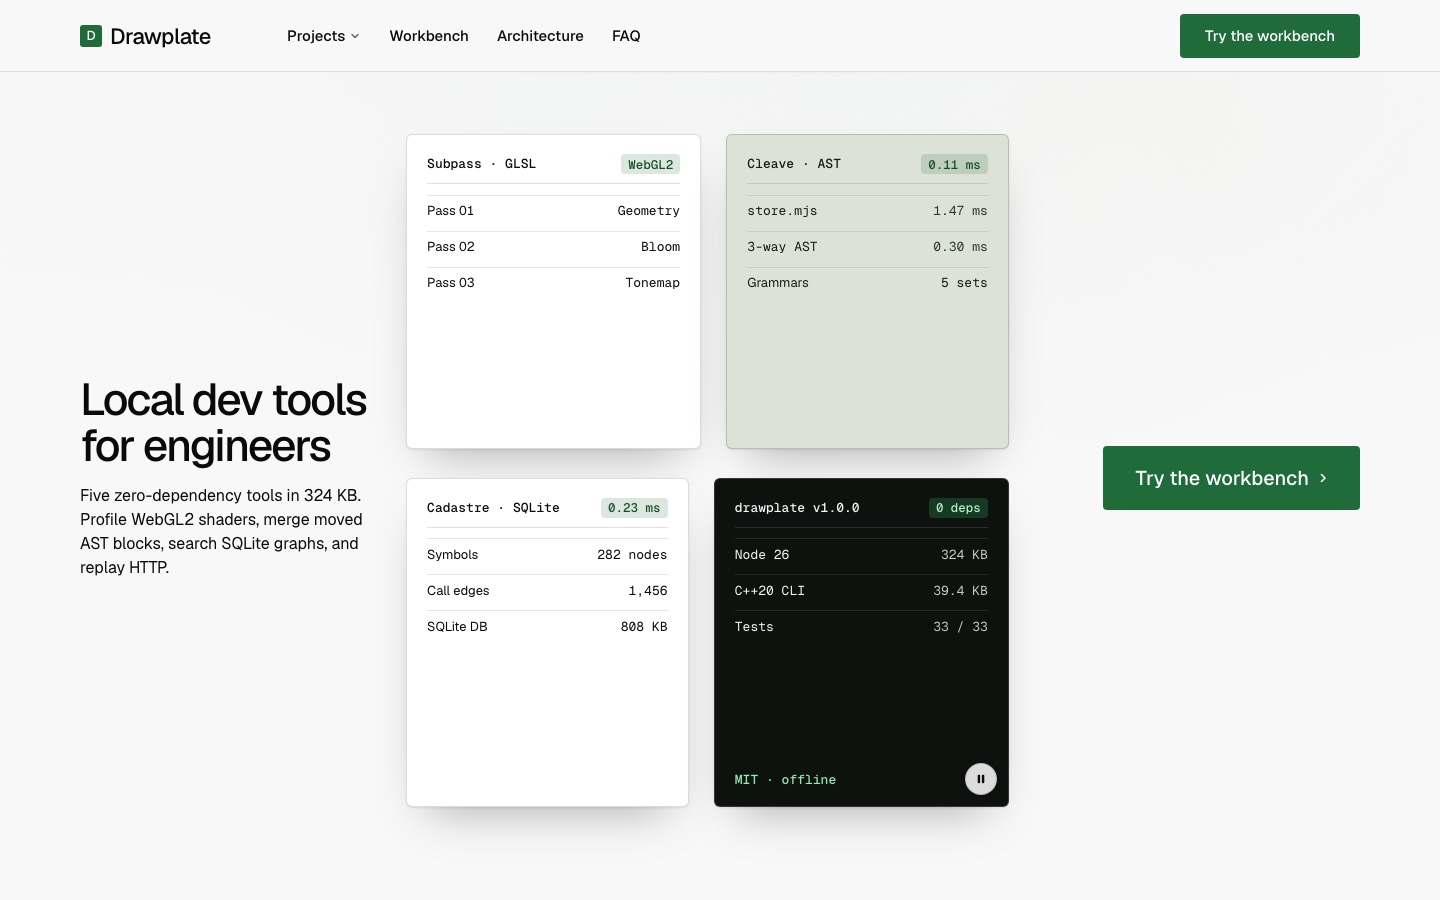 D Drawplate
Projects
Workbench
Architecture
FAQ
Try the workbench
Local dev tools
for engineers
Five zero-dependency tools in 324 KB.
Profile WebGL2 shaders, merge moved
AST blocks, search SQLite graphs, and
replay HTTP.
Subpass · GLSL WebGL2
Pass 01 Geometry
Pass 02 Bloom
Pass 03 Tonemap
Cleave · AST 0.11 ms
store.mjs 1.47 ms
3-way AST 0.30 ms
Grammars 5 sets
Cadastre · SQLite 0.23 ms
Symbols 282 nodes
Call edges 1,456
SQLite DB 808 KB
drawplate v1.0.0 0 deps
Node 26 324 KB
C++20 CLI 39.4 KB
Tests 33 / 33
MIT · offline
Try the workbench